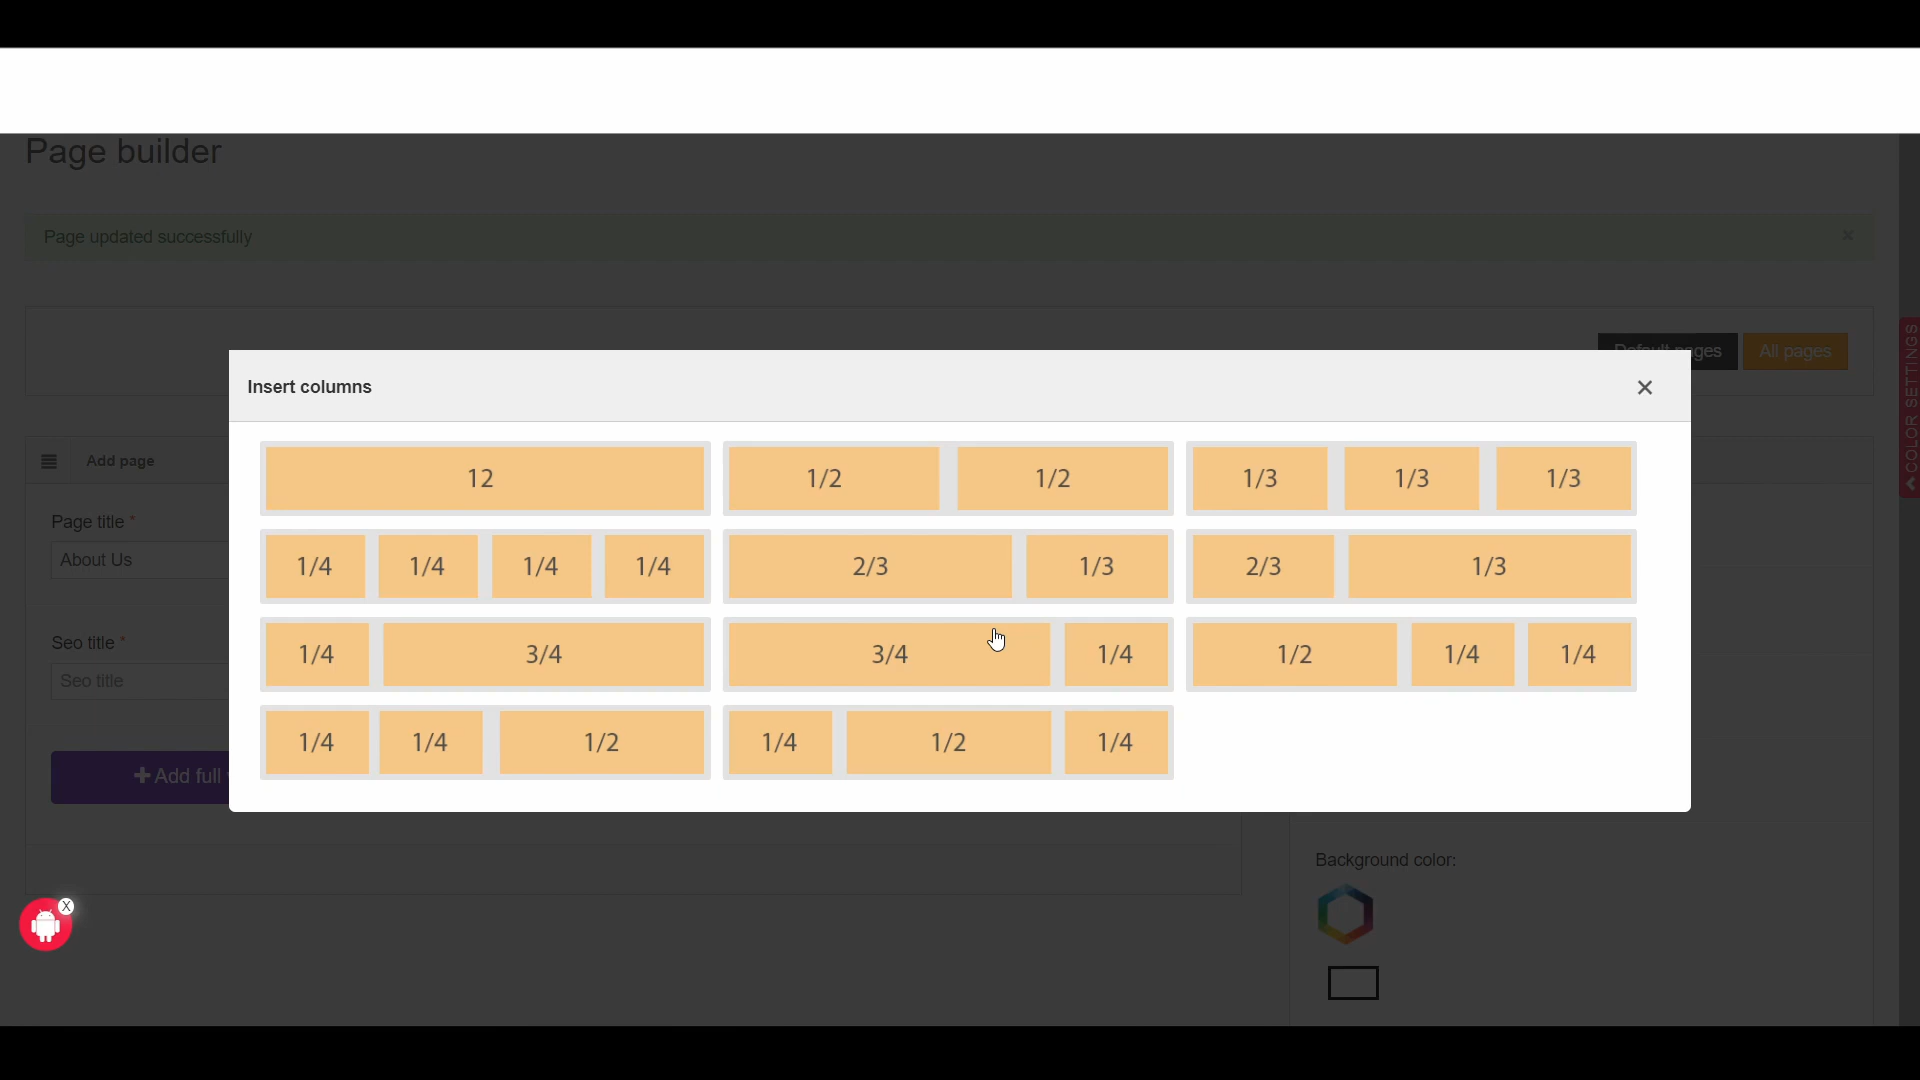 Page builder
Page updated successfully ×
Default pages All pages
COLOR SETTINGS
Insert columns ×
12 1/2 1/2 1/3 1/3 1/3
1/4 1/4 1/4 1/4 2/3 1/3 2/3 1/3
1/4 3/4 3/4 1/4 1/2 1/4 1/4
1/4 1/4 1/2 1/4 1/2 1/4
Add page
Page title *
About Us
Seo title *
Seo title
+ Add full
Background color:
X